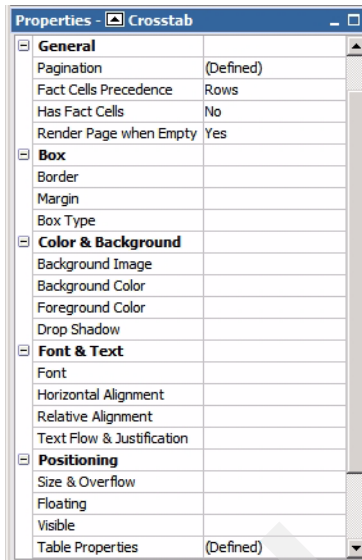 Properties - Crosstab
General
Pagination (Defined)
Fact Cells Precedence Rows
Has Fact Cells No
Render Page when Empty Yes
Box
Border
Margin
Box Type
Color & Background
Background Image
Background Color
Foreground Color
Drop Shadow
Font & Text
Font
Horizontal Alignment
Relative Alignment
Text Flow & Justification
Positioning
Size & Overflow
Floating
Visible
Table Properties (Defined)